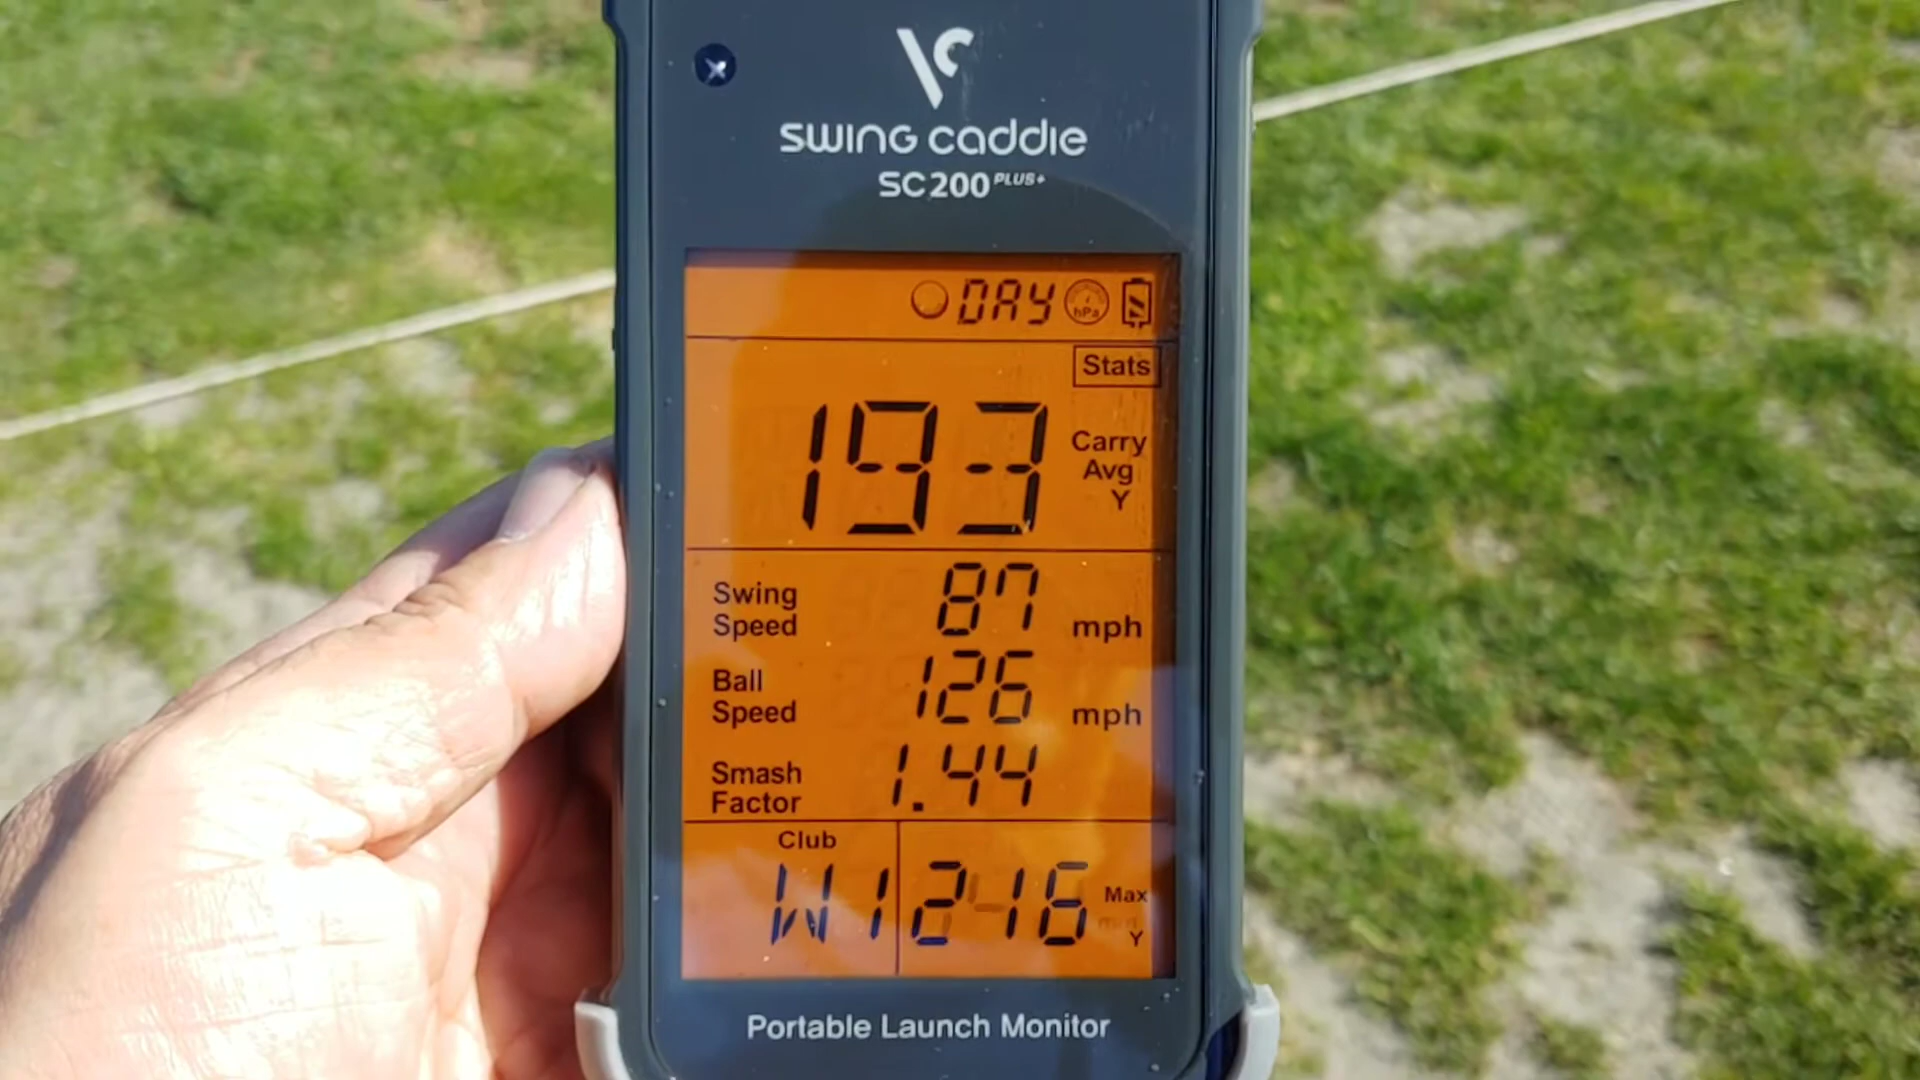 SWING caddie
SC200 PLUS+
DAY hPa
Stats
193 Carry Avg Y
Swing Speed 87 mph
Ball Speed 126 mph
Smash Factor 1.44
Club
W1 216 Max Y
Portable Launch Monitor